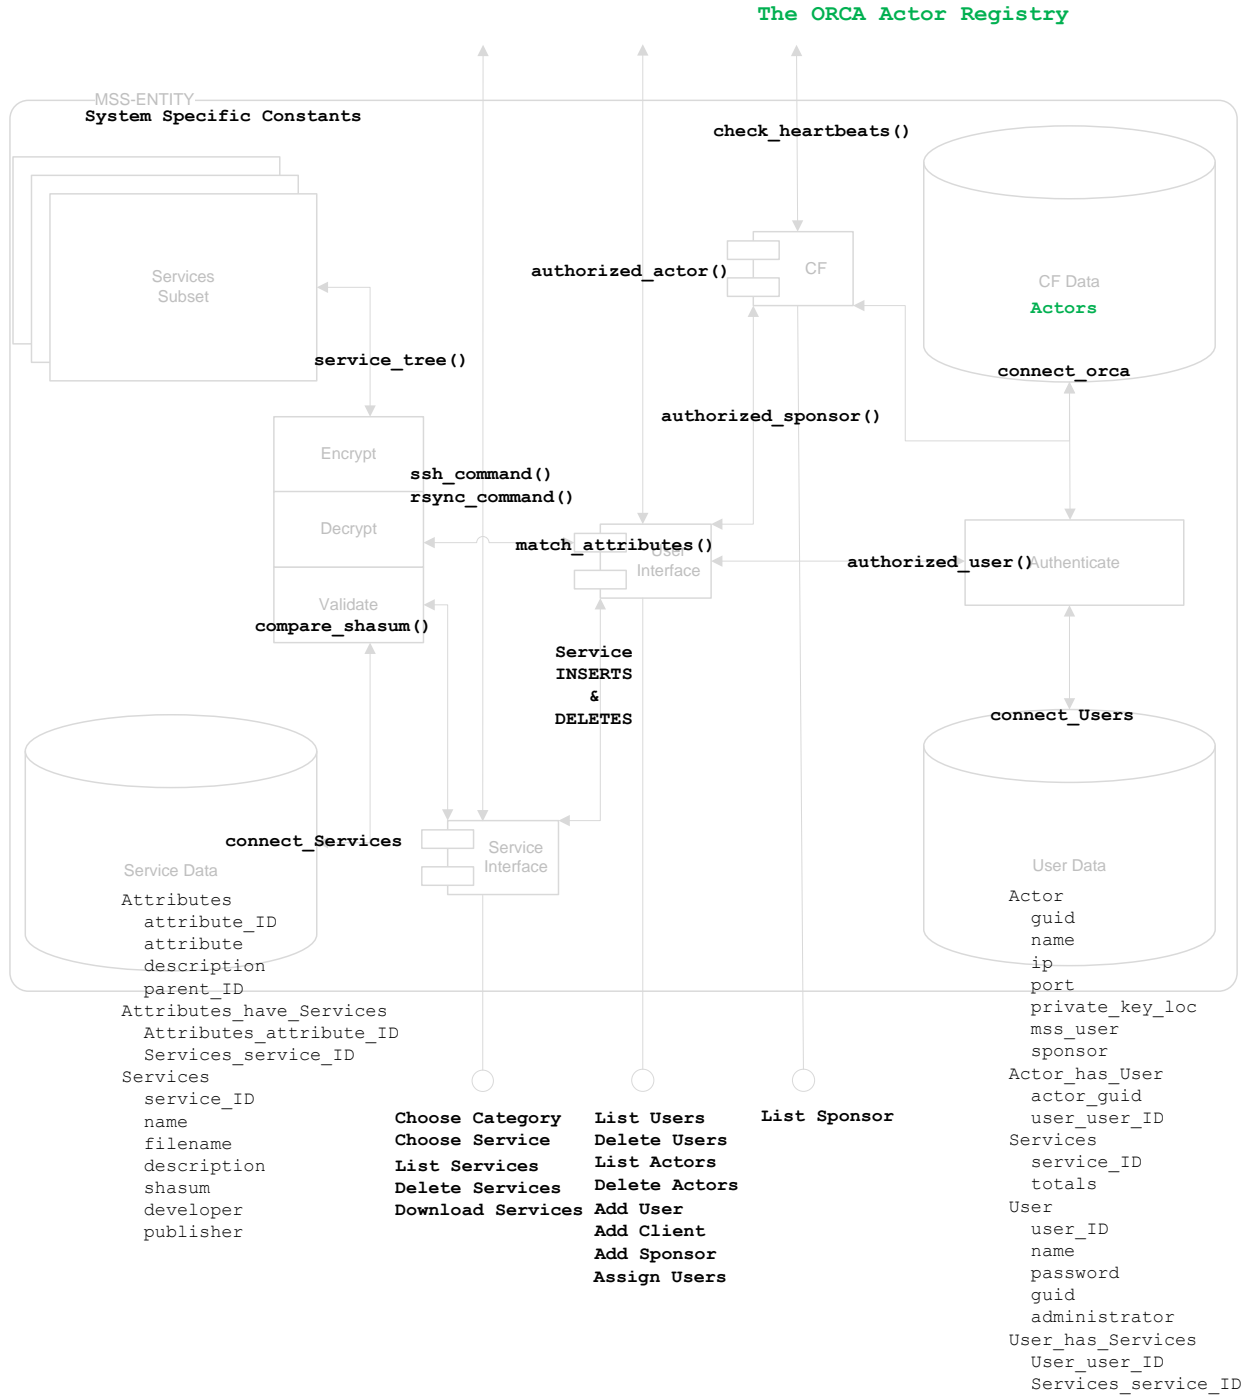 The ORCA Actor Registry
MSS-ENTITY
System Specific Constants
check_heartbeats()
Services
Subset
authorized_actor()
CF
CF Data
Actors
service_tree()
connect_orca
authorized_sponsor()
Encrypt
ssh_command()
rsync_command()
Decrypt
match_attributes()
User
Interface
authorized_user()
Authenticate
Validate
compare_shasum()
Service
INSERTS
&
DELETES
connect_Users
connect_Services
Service
Interface
Service Data
Attributes
attribute_ID
attribute
description
parent_ID
Attributes_have_Services
Attributes_attribute_ID
Services_service_ID
Services
service_ID
name
filename
description
shasum
developer
publisher
Choose Category
Choose Service
List Services
Delete Services
Download Services
List Users
Delete Users
List Actors
Delete Actors
Add User
Add Client
Add Sponsor
Assign Users
List Sponsor
User Data
Actor
guid
name
ip
port
private_key_loc
mss_user
sponsor
Actor_has_User
actor_guid
user_user_ID
Services
service_ID
totals
User
user_ID
name
password
guid
administrator
User_has_Services
User_user_ID
Services_service_ID